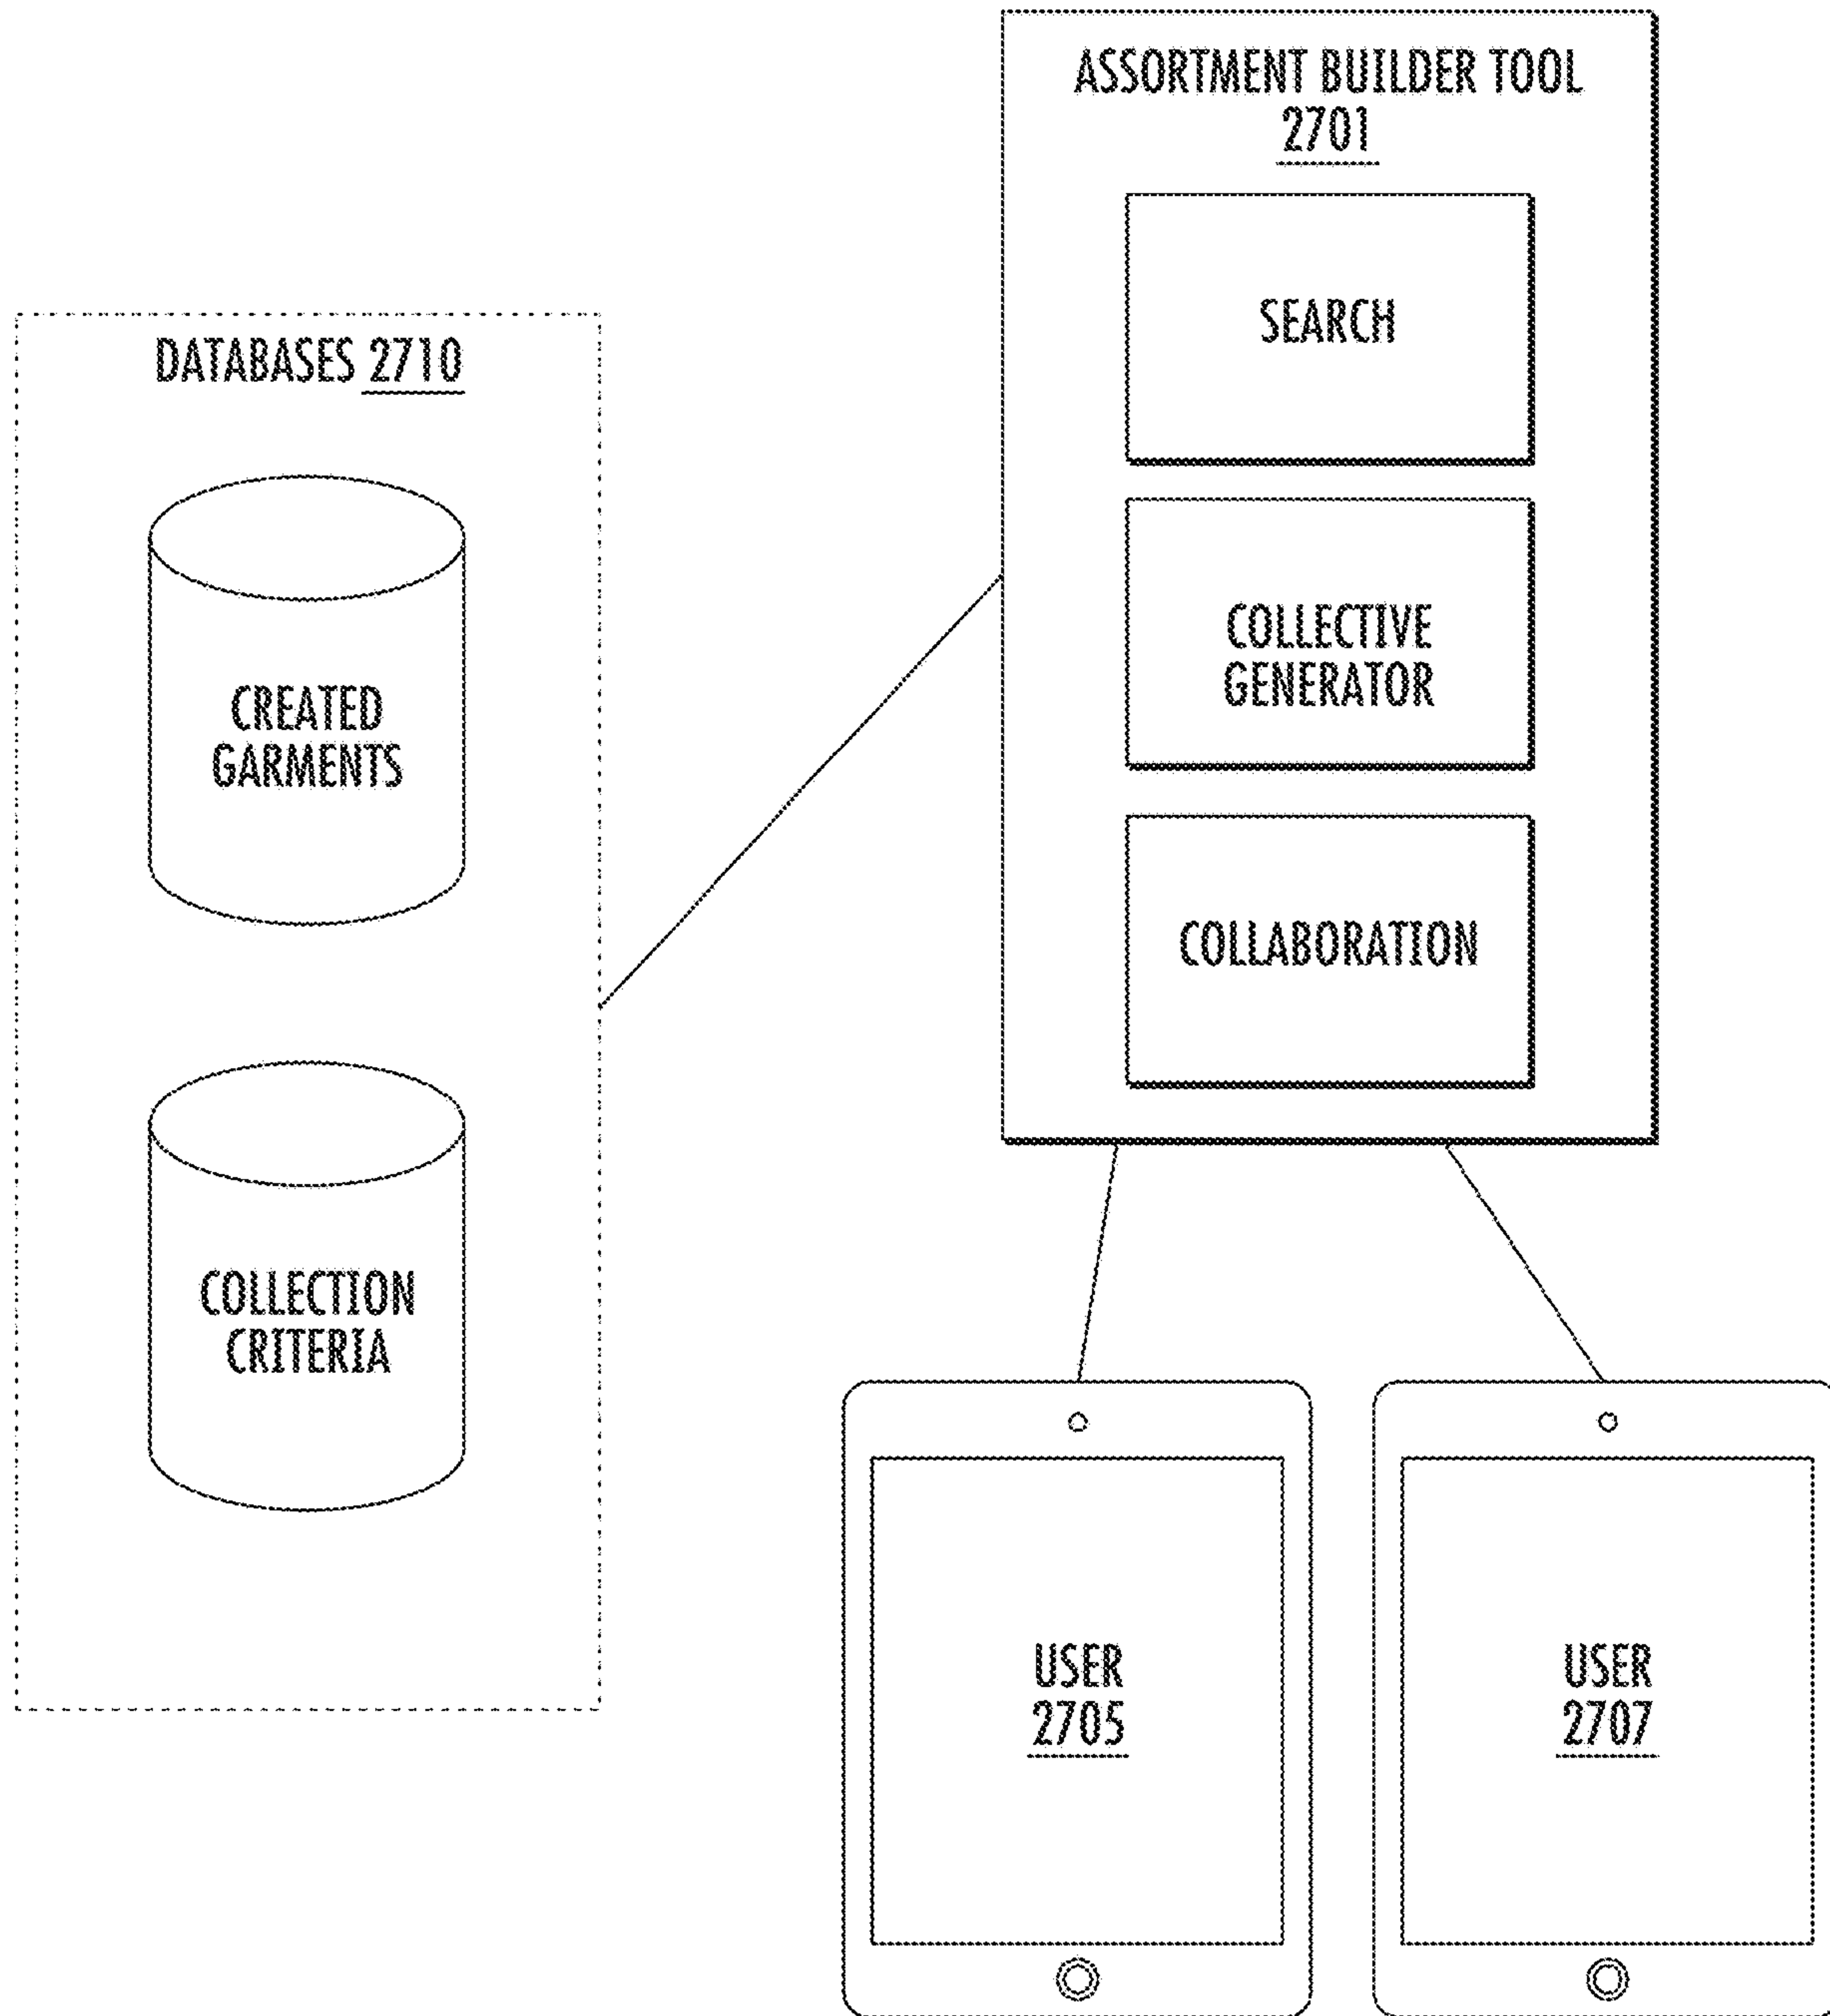 ASSORTMENT BUILDER TOOL
2701
SEARCH
COLLECTIVE
GENERATOR
COLLABORATION
DATABASES 2710
CREATED
GARMENTS
COLLECTION
CRITERIA
USER
2705
USER
2707